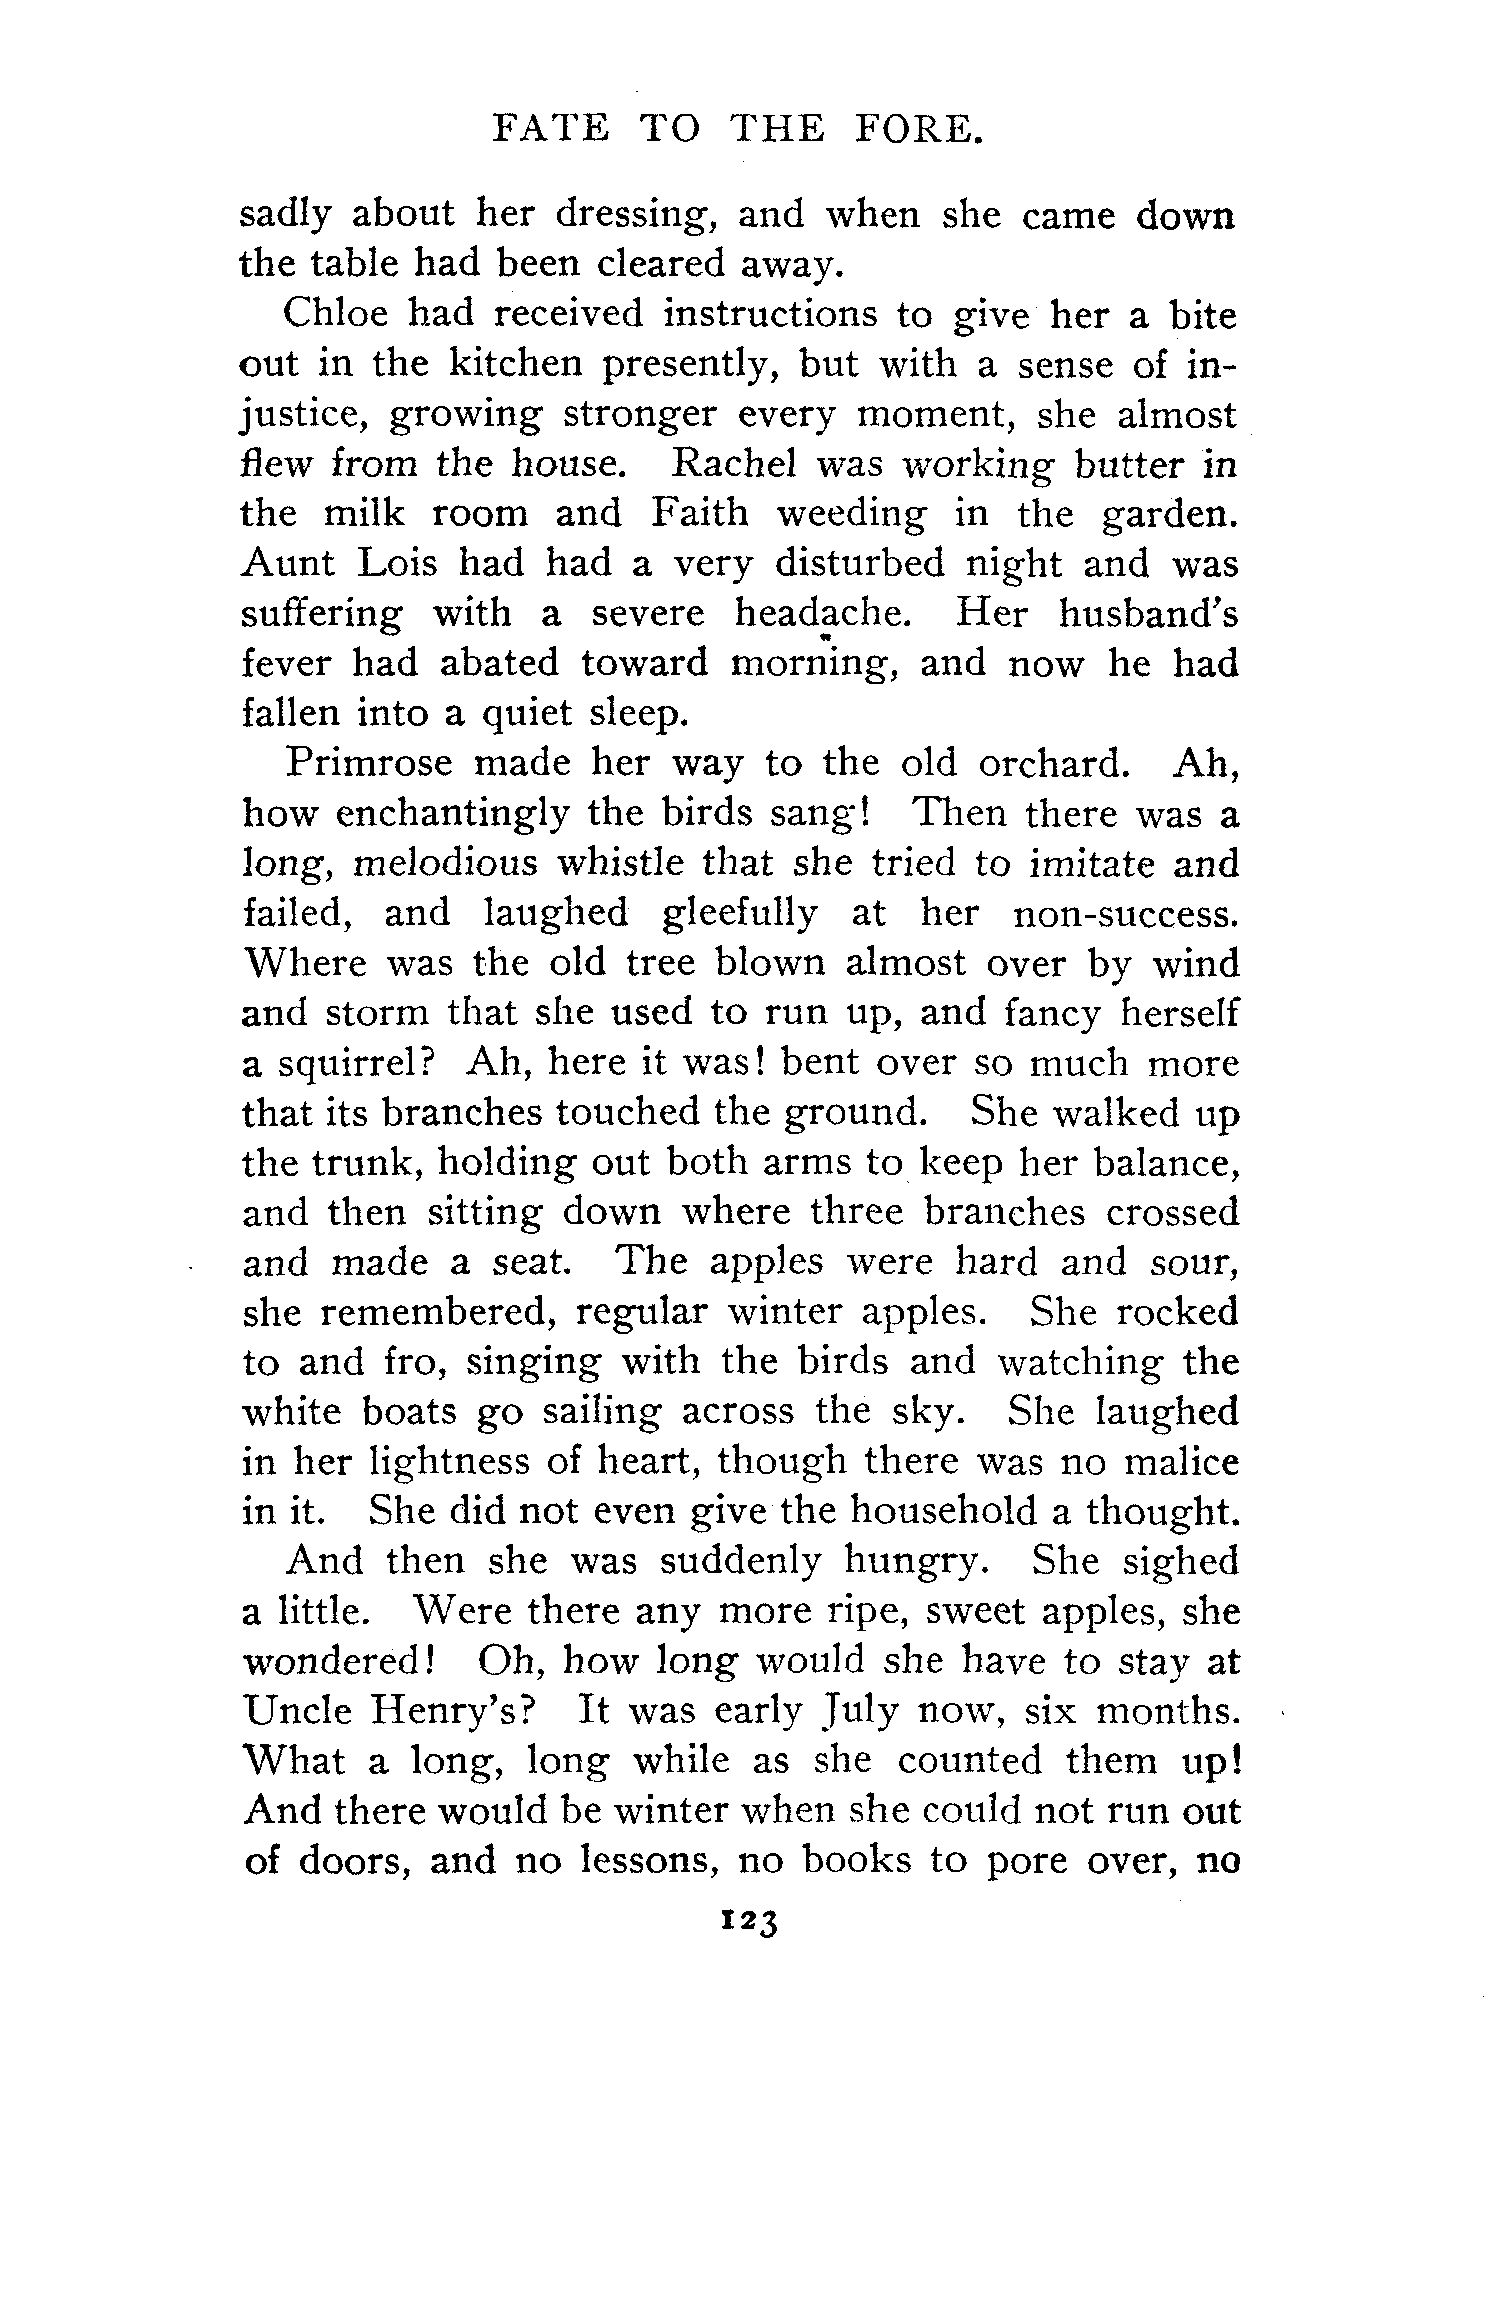 FATE TO THE FORE.
sadly about her dressing, and when she came down
the table had been cleared away.
Chloe had received instructions to give her a bite
out in the kitchen presently, but with a sense of in-
justice, growing stronger every moment, she almost
flew from the house. Rachel was working butter in
the milk room and Faith weeding in the garden.
Aunt Lois had had a very disturbed night and was
suffering with a severe headache. Her husband's
fever had abated toward morning, and now he had
fallen into a quiet sleep.
Primrose made her way to the old orchard. Ah,
how enchantingly the birds sang! Then there was a
long, melodious whistle that she tried to imitate and
failed, and laughed gleefully at her non-success.
Where was the old tree blown almost over by wind
and storm that she used to run up, and fancy herself
a squirrel? Ah, here it was! bent over so much more
that its branches touched the ground. She walked up
the trunk, holding out both arms to keep her balance,
and then sitting down where three branches crossed
and made a seat. The apples were hard and sour,
she remembered, regular winter apples. She rocked
to and fro, singing with the birds and watching the
white boats go sailing across the sky. She laughed
in her lightness of heart, though there was no malice
in it. She did not even give the household a thought.
And then she was suddenly hungry. She sighed
a little. Were there any more ripe, sweet apples, she
wondered! Oh, how long would she have to stay at
Uncle Henry's? It was early July now, six months.
What a long, long while as she counted them up!
And there would be winter when she could not run out
of doors, and no lessons, no books to pore over, no
123